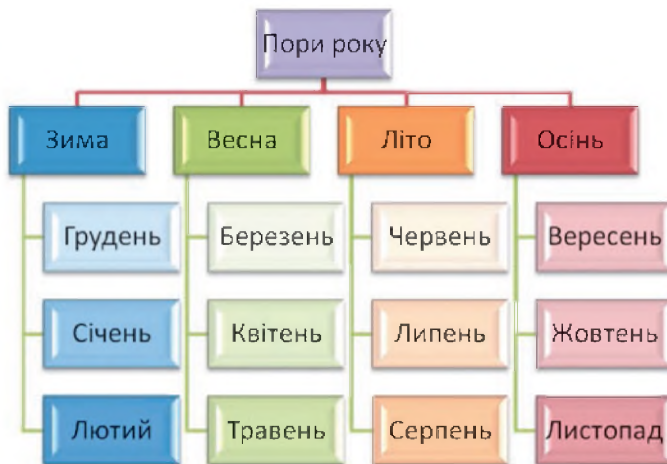 Пори року
Зима
Весна
Літо
Осінь
Грудень
Березень
Червень
Вересень
Січень
Квітень
Липень
Жовтень
Лютий
Травень
Серпень
Листопад